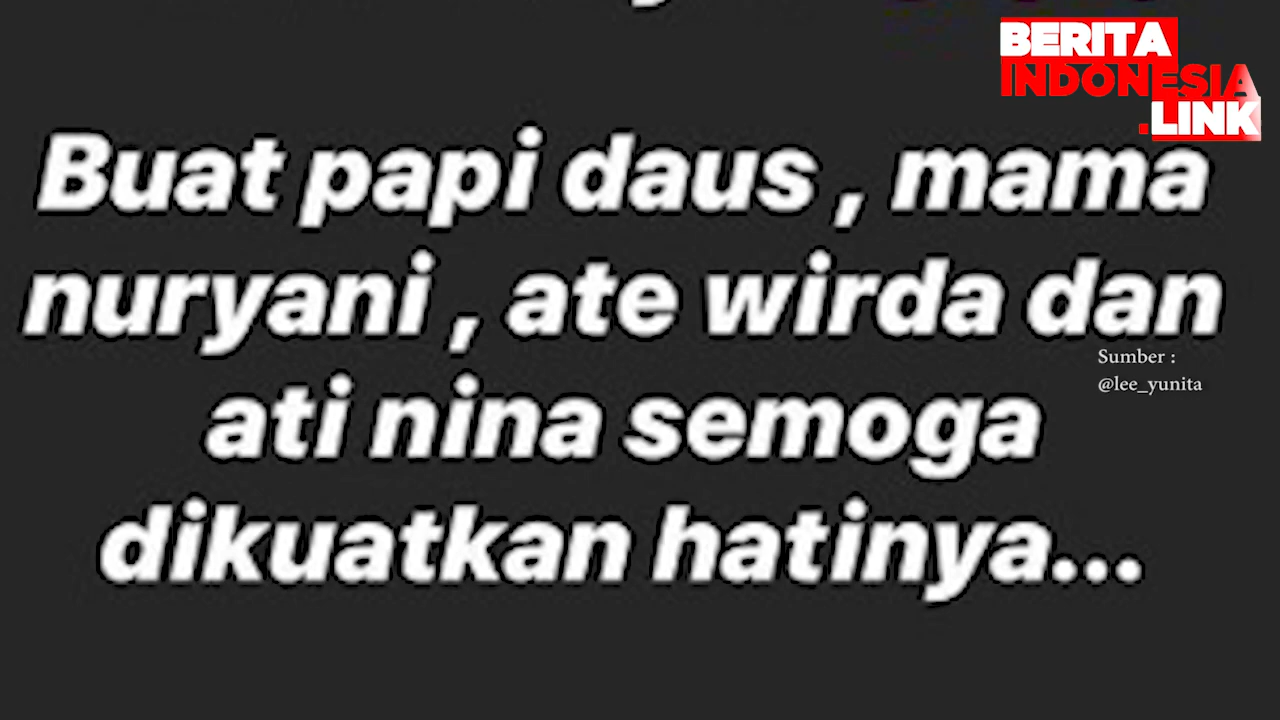 BERITA
INDONESIA
.LINK
Buat papi daus , mama
nuryani , ate wirda dan
Sumber :
@lee_yunita
ati nina semoga
dikuatkan hatinya...